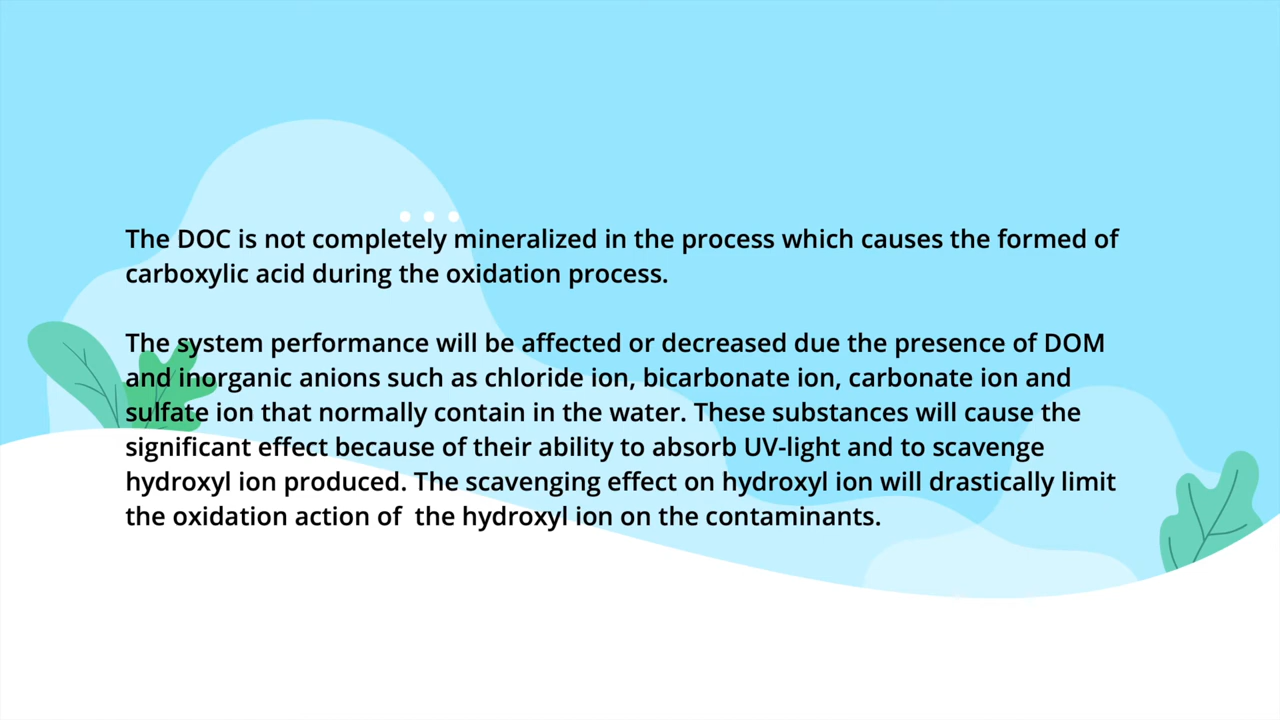 The DOC is not completely mineralized in the process which causes the formed of
carboxylic acid during the oxidation process.
The system performance will be affected or decreased due the presence of DOM
and inorganic anions such as chloride ion, bicarbonate ion, carbonate ion and
sulfate ion that normally contain in the water. These substances will cause the
significant effect because of their ability to absorb UV-light and to scavenge
hydroxyl ion produced. The scavenging effect on hydroxyl ion will drastically limit
the oxidation action of  the hydroxyl ion on the contaminants.